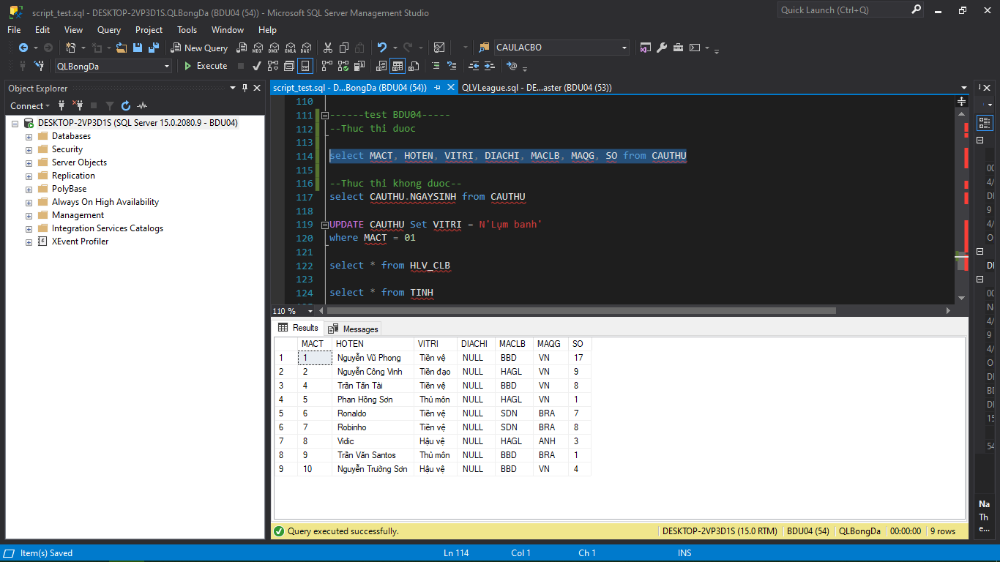 script_test.sql - DESKTOP-2VP3D1S.QLBongDa (BDU04 (54)) - Microsoft SQL Server Management Studio
Quick Launch (Ctrl+Q)
File Edit View Query Project Tools Window Help
New Query
MDX DMX XMLA DAX
CAULACBO
QLBongDa
Execute
Object Explorer
script_test.sql - D...BongDa (BDU04 (54))
QLVLeague.sql - DE...aster (BDU04 (53))
Connect
DESKTOP-2VP3D1S (SQL Server 15.0.2080.9 - BDU04)
Databases
Security
Server Objects
Replication
PolyBase
Always On High Availability
Management
Integration Services Catalogs
XEvent Profiler
110
111 ------test BDU04-----
112 --Thuc thi duoc
113
114 select MACT, HOTEN, VITRI, DIACHI, MACLB, MAQG, SO from CAUTHU
115
116 --Thuc thi khong duoc--
117 select CAUTHU.NGAYSINH from CAUTHU
118
119 UPDATE CAUTHU Set VITRI = N'Lụm banh'
120 where MACT = 01
121
122 select * from HLV_CLB
123
124 select * from TINH
110 %
Results Messages
MACT HOTEN VITRI DIACHI MACLB MAQG SO
1 1 Nguyễn Vũ Phong Tiền vệ NULL BBD VN 17
2 2 Nguyễn Công Vinh Tiền đạo NULL HAGL VN 9
3 4 Trần Tấn Tài Tiền vệ NULL BBD VN 8
4 5 Phan Hồng Sơn Thủ môn NULL HAGL VN 1
5 6 Ronaldo Tiền vệ NULL SDN BRA 7
6 7 Robinho Tiền vệ NULL SDN BRA 8
7 8 Vidic Hậu vệ NULL HAGL ANH 3
8 9 Trần Văn Santos Thủ môn NULL BBD BRA 1
9 10 Nguyễn Trường Sơn Hậu vệ NULL BBD VN 4
Query executed successfully.
DESKTOP-2VP3D1S (15.0 RTM) BDU04 (54) QLBongDa 00:00:00 9 rows
Na
Th
e...
Item(s) Saved
Ln 114 Col 1 Ch 1 INS